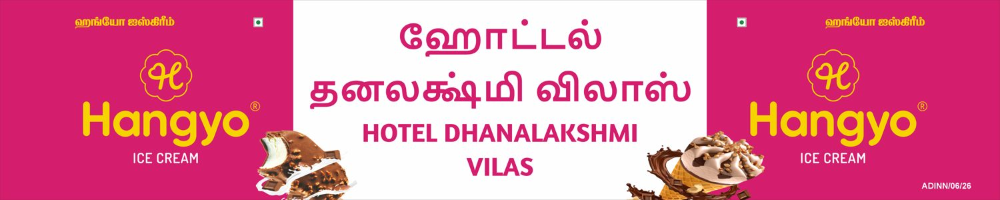 ஹங்யோ ஐஸ்கிரீம்
H
Hangyo®
ICE CREAM
ஹோட்டல்
தனலக்ஷ்மி விலாஸ்
HOTEL DHANALAKSHMI
VILAS
ஹங்யோ ஐஸ்கிரீம்
H
Hangyo®
ICE CREAM
ADINN/06/26